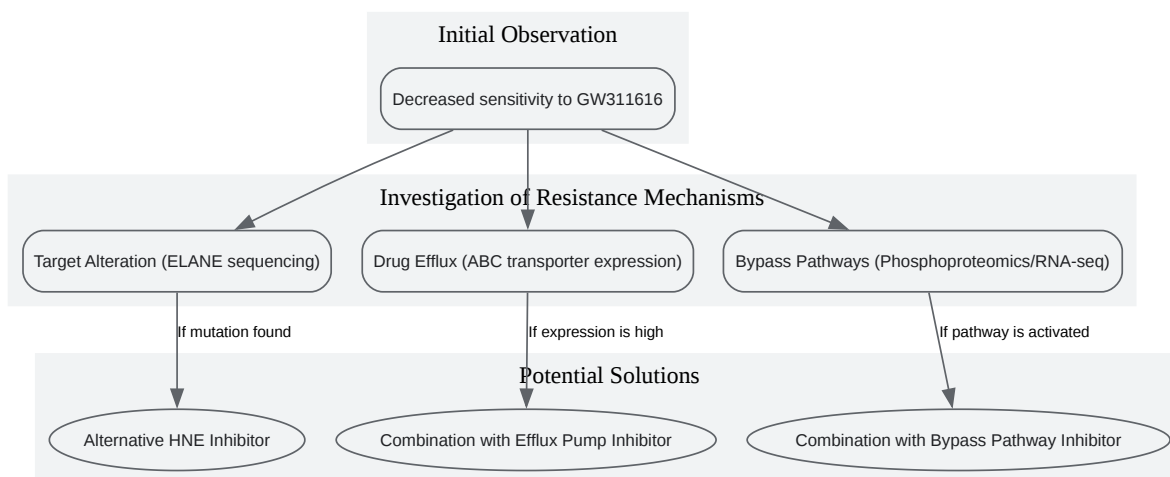 Initial Observation
Decreased sensitivity to GW311616
Investigation of Resistance Mechanisms
Target Alteration (ELANE sequencing)
Drug Efflux (ABC transporter expression)
Bypass Pathways (Phosphoproteomics/RNA-seq)
If mutation found
If expression is high
If pathway is activated
Potential Solutions
Alternative HNE Inhibitor
Combination with Efflux Pump Inhibitor
Combination with Bypass Pathway Inhibitor